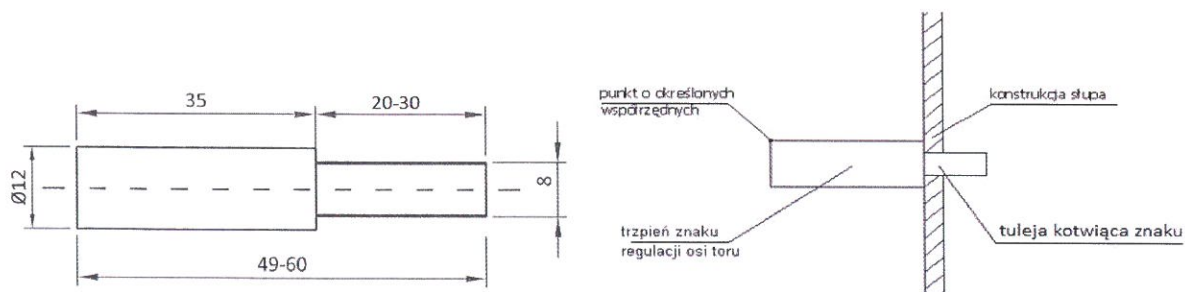 35
20-30
Ø12
8
49-60
punkt o określonych
współrzędnych
konstrukcja słupa
trzpień znaku
regulacji osi toru
tuleja kotwiąca znaku